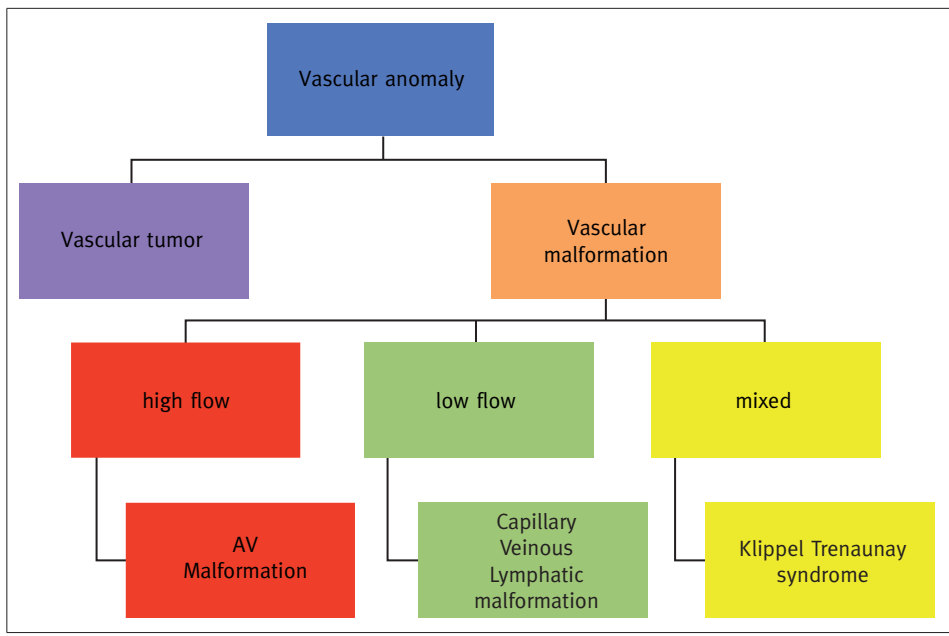 Vascular anomaly
Vascular tumor
Vascular
malformation
high flow
low flow
mixed
AV
Malformation
Capillary
Veinous
Lymphatic
malformation
Klippel Trenaunay
syndrome